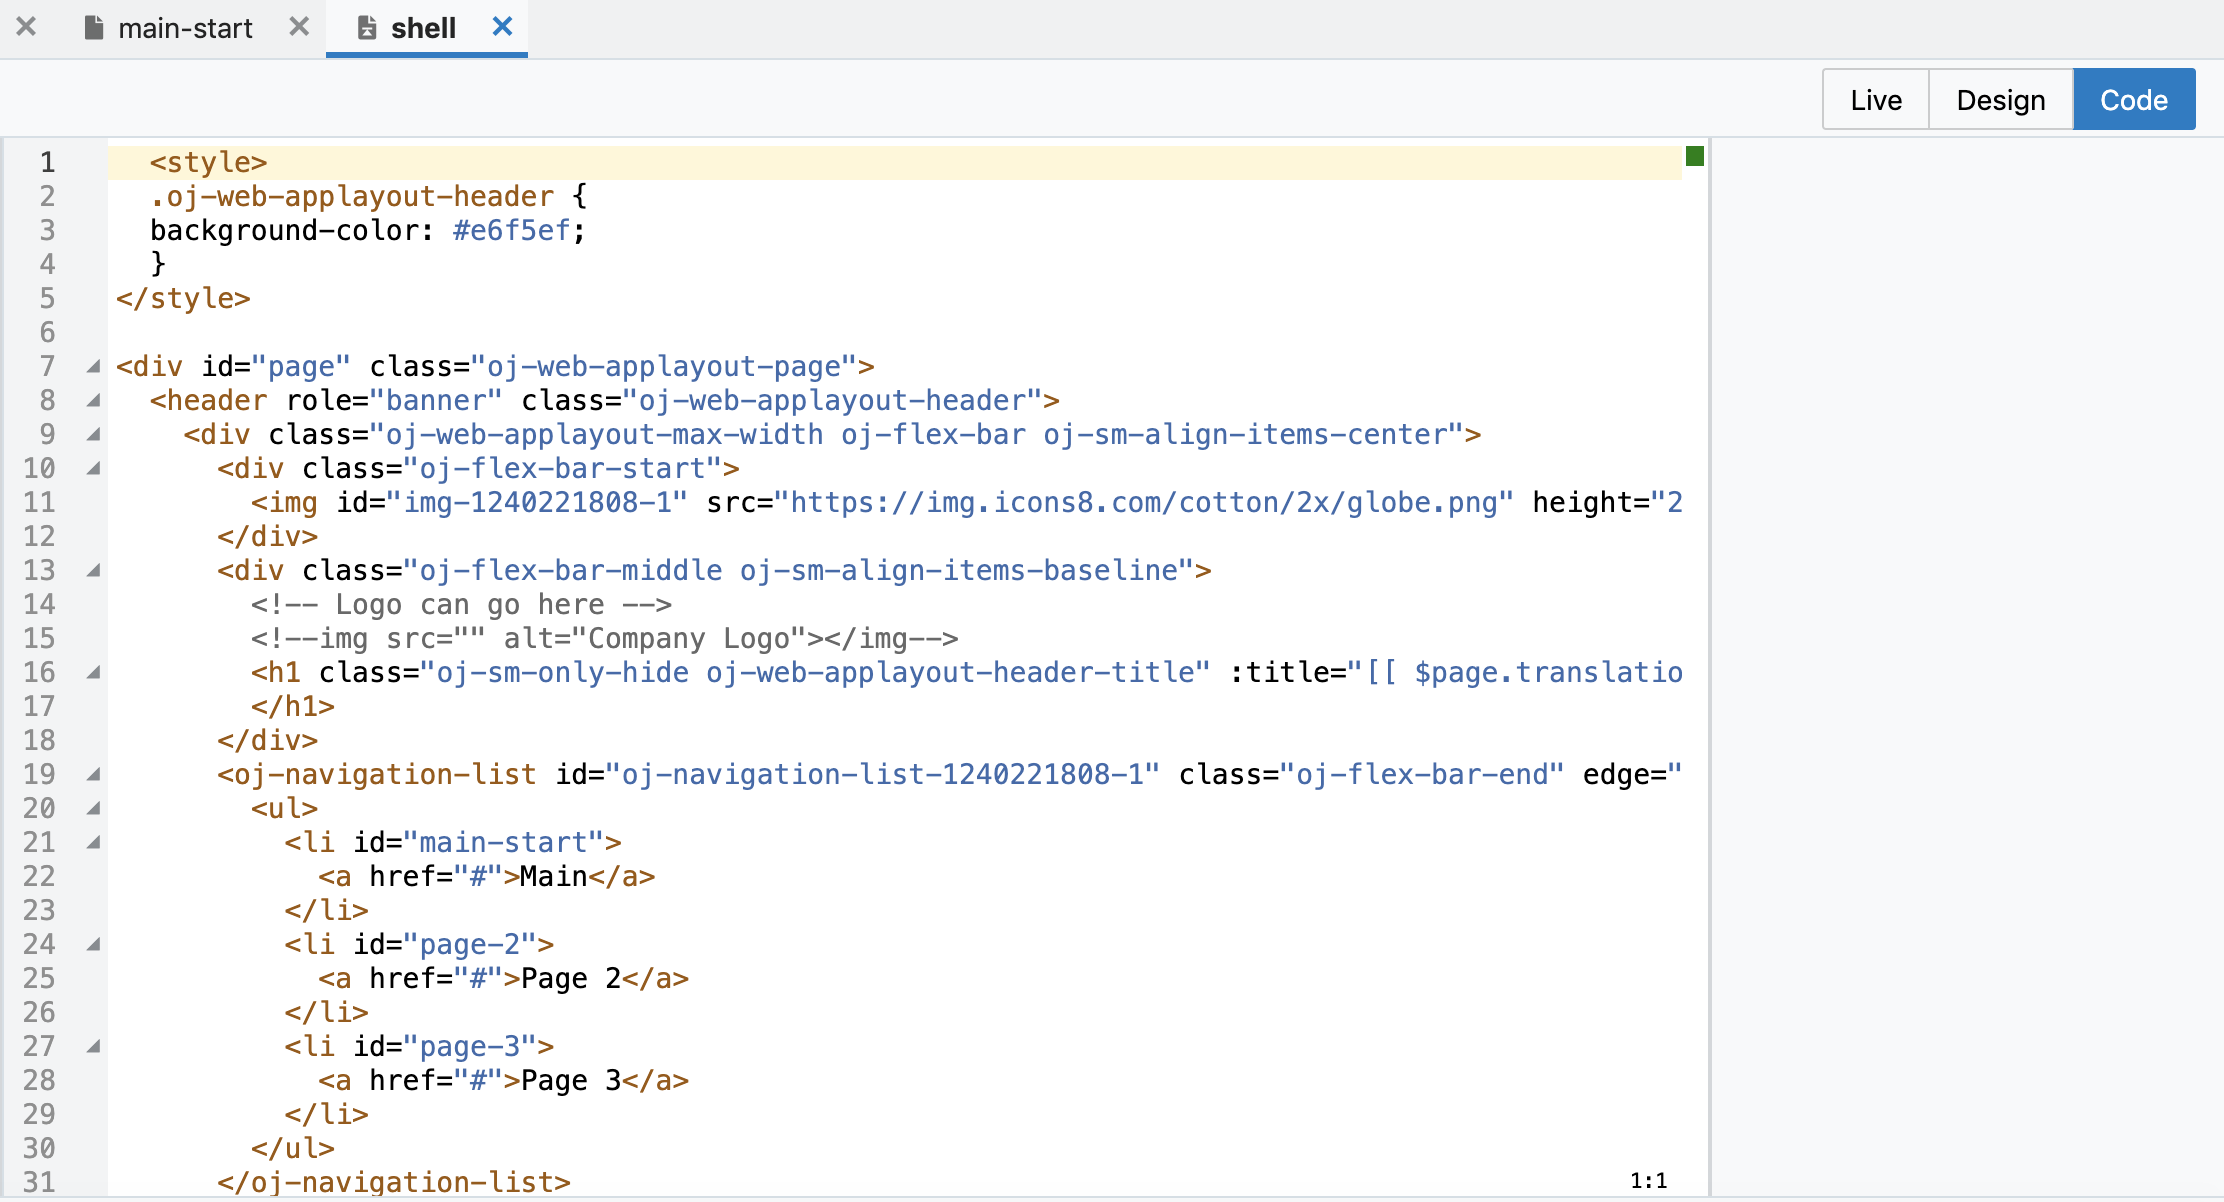 main-start shell
Live Design Code
1 <style>
2 .oj-web-applayout-header {
3 background-color: #e6f5ef;
4 }
5 </style>
6
7 <div id="page" class="oj-web-applayout-page">
8 <header role="banner" class="oj-web-applayout-header">
9 <div class="oj-web-applayout-max-width oj-flex-bar oj-sm-align-items-center">
10 <div class="oj-flex-bar-start">
11 <img id="img-1240221808-1" src="https://img.icons8.com/cotton/2x/globe.png" height="2
12 </div>
13 <div class="oj-flex-bar-middle oj-sm-align-items-baseline">
14 <!-- Logo can go here -->
15 <!--img src="" alt="Company Logo"></img-->
16 <h1 class="oj-sm-only-hide oj-web-applayout-header-title" :title="[[ $page.translatio
17 </h1>
18 </div>
19 <oj-navigation-list id="oj-navigation-list-1240221808-1" class="oj-flex-bar-end" edge="
20 <ul>
21 <li id="main-start">
22 <a href="#">Main</a>
23 </li>
24 <li id="page-2">
25 <a href="#">Page 2</a>
26 </li>
27 <li id="page-3">
28 <a href="#">Page 3</a>
29 </li>
30 </ul>
31 </oj-navigation-list>
1:1